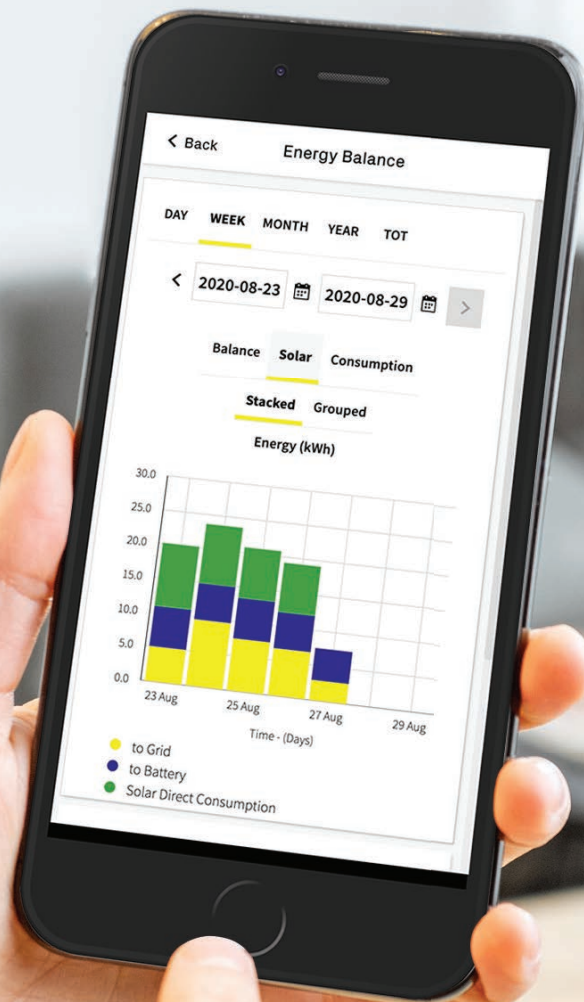 Back Energy Balance
DAY WEEK MONTH YEAR TOT
2020-08-23 2020-08-29
Balance Solar Consumption
Stacked Grouped
Energy (kWh)
30.0
25.0
20.0
15.0
10.0
5.0
0.0
23 Aug 25 Aug 27 Aug 29 Aug
Time - (Days)
to Grid
to Battery
Solar Direct Consumption